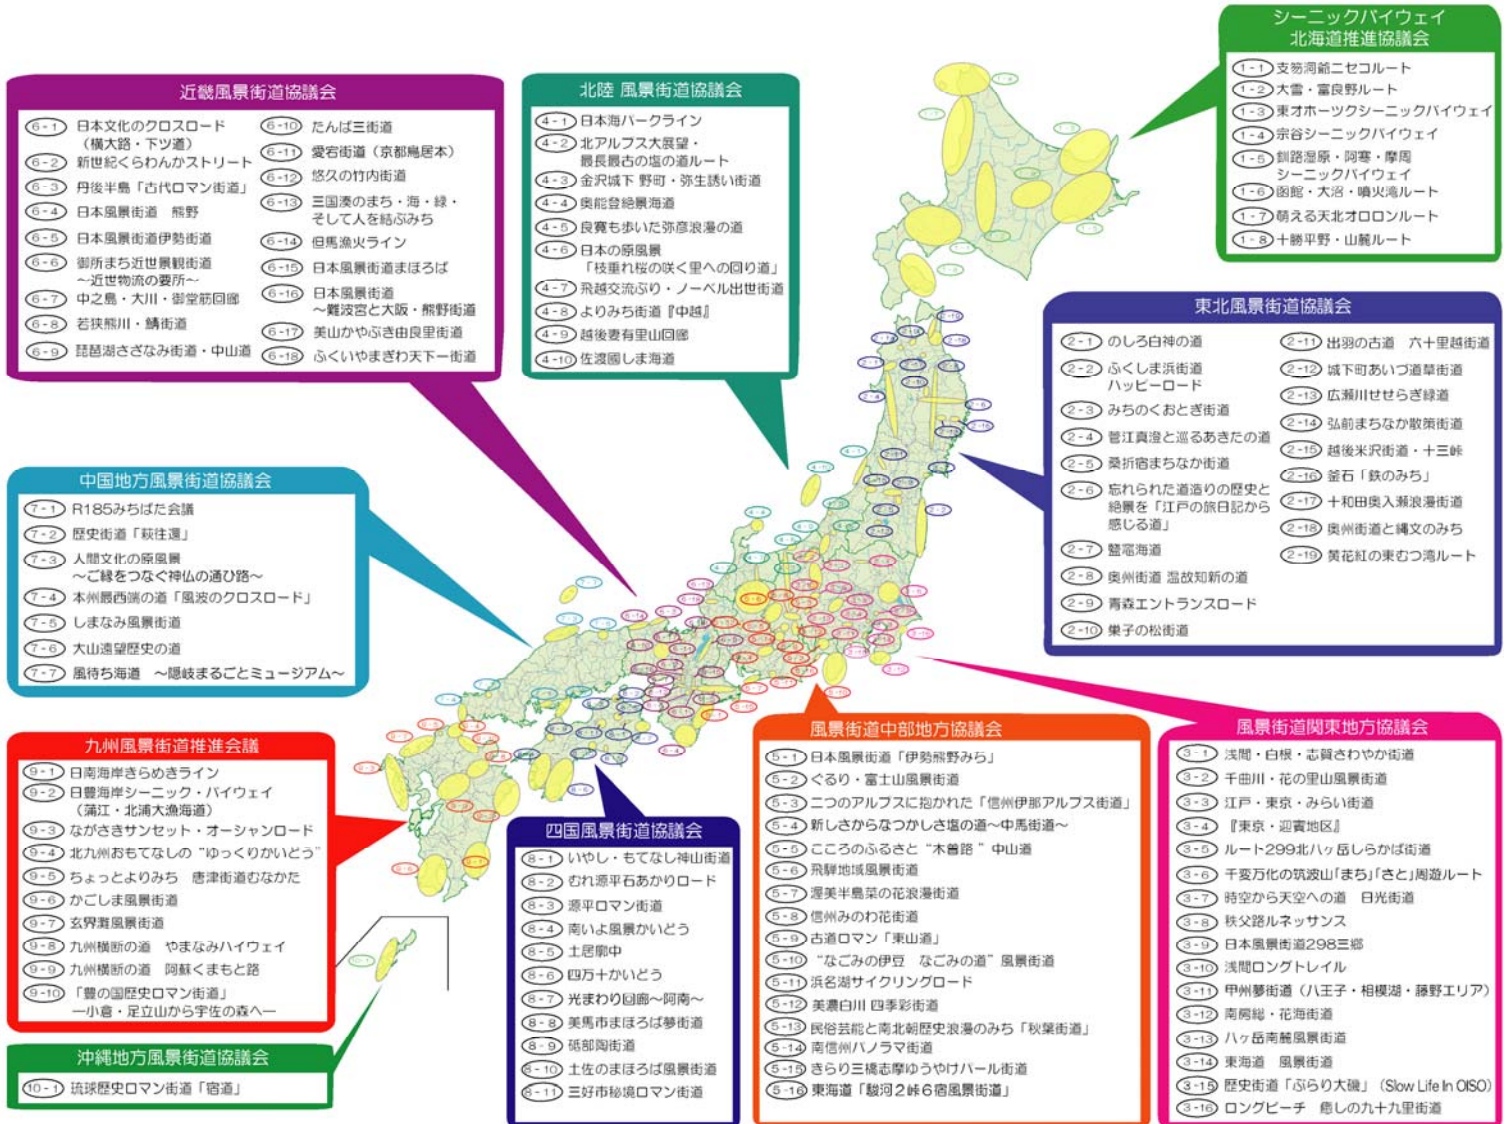 シーニックバイウェイ
北海道推進協議会
1-1 支笏洞爺ニセコルート
1-2 大雪・富良野ルート
1-3 東オホーツクシーニックバイウェイ
1-4 宗谷シーニックバイウェイ
1-5 釧路湿原・阿寒・摩周
シーニックバイウェイ
1-6 函館・大沼・噴火湾ルート
1-7 萌える天北オロロンルート
1-8 十勝平野・山麓ルート
近畿風景街道協議会
6-1 日本文化のクロスロード
(横大路・下ツ道)
6-2 新世紀くらわんかストリート
6-3 丹後半島「古代ロマン街道」
6-4 日本風景街道 熊野
6-5 日本風景街道伊勢街道
6-6 御所まち近世景観街道
～近世物流の要所～
6-7 中之島・大川・御堂筋回廊
6-8 若狭熊川・鯖街道
6-9 琵琶湖さざなみ街道・中山道
6-10 たんば三街道
6-11 愛宕街道(京都鳥居本)
6-12 悠久の竹内街道
6-13 三国湊のまち・海・緑・
そして人を結ぶみち
6-14 但馬漁火ライン
6-15 日本風景街道まほろば
6-16 日本風景街道
～難波宮と大阪・熊野街道
6-17 美山かやぶき由良里街道
6-18 ふくいやまぎわ天下一街道
北陸 風景街道協議会
4-1 日本海パークライン
4-2 北アルプス大展望・
最長最古の塩の道ルート
4-3 金沢城下 野町・弥生誘い街道
4-4 奥能登絶景海道
4-5 良寛も歩いた弥彦浪漫の道
4-6 日本の原風景
「枝垂れ桜の咲く里への回り道」
4-7 飛越交流ぶり・ノーベル出世街道
4-8 よりみち街道『中越』
4-9 越後妻有里山回廊
4-10 佐渡國しま海道
東北風景街道協議会
2-1 のしろ白神の道
2-2 ふくしま浜街道
ハッピーロード
2-3 みちのくおとぎ街道
2-4 菅江真澄と巡るあきたの道
2-5 桑折宿まちなか街道
2-6 忘れられた道造りの歴史と
絶景を「江戸の旅日記から
感じる道」
2-7 鹽竈海道
2-8 奥州街道 温故知新の道
2-9 青森エントランスロード
2-10 巣子の松街道
2-11 出羽の古道 六十里越街道
2-12 城下町あいづ道草街道
2-13 広瀬川せせらぎ緑道
2-14 弘前まちなか散策街道
2-15 越後米沢街道・十三峠
2-16 釜石「鉄のみち」
2-17 十和田奥入瀬浪漫街道
2-18 奥州街道と縄文のみち
2-19 黄花紅の東むつ湾ルート
中国地方風景街道協議会
7-1 R185みちばた会議
7-2 歴史街道「萩往還」
7-3 人間文化の原風景
～ご縁をつなぐ神仏の通ひ路～
7-4 本州最西端の道「風波のクロスロード」
7-5 しまなみ風景街道
7-6 大山遠望歴史の道
7-7 風待ち海道 ～隠岐まるごとミュージアム～
九州風景街道推進会議
9-1 日南海岸きらめきライン
9-2 日豊海岸シーニック・バイウェイ
(蒲江・北浦大漁海道)
9-3 ながさきサンセット・オーシャンロード
9-4 北九州おもてなしの“ゆっくりかいどう”
9-5 ちょっとよりみち 唐津街道むなかた
9-6 かごしま風景街道
9-7 玄界灘風景街道
9-8 九州横断の道 やまなみハイウェイ
9-9 九州横断の道 阿蘇くまもと路
9-10 「豊の国歴史ロマン街道」
―小倉・足立山から宇佐の森へ―
沖縄地方風景街道協議会
10-1 琉球歴史ロマン街道「宿道」
四国風景街道協議会
8-1 いやし・もてなし神山街道
8-2 むれ源平石あかりロード
8-3 源平ロマン街道
8-4 南いよ風景かいどう
8-5 土居廓中
8-6 四万十かいどう
8-7 光まわり回廊～阿南～
8-8 美馬市まほろば夢街道
8-9 砥部陶街道
8-10 土佐のまほろば風景街道
8-11 三好市秘境ロマン街道
風景街道中部地方協議会
5-1 日本風景街道「伊勢熊野みち」
5-2 ぐるり・富士山風景街道
5-3 二つのアルプスに抱かれた「信州伊那アルプス街道」
5-4 新しさからなつかしさ塩の道～中馬街道～
5-5 こころのふるさと“木曽路”中山道
5-6 飛騨地域風景街道
5-7 渥美半島菜の花浪漫街道
5-8 信州みのわ花街道
5-9 古道ロマン「東山道」
5-10 “なごみの伊豆 なごみの道”風景街道
5-11 浜名湖サイクリングロード
5-12 美濃白川 四季彩街道
5-13 民俗芸能と南北朝歴史浪漫のみち「秋葉街道」
5-14 南信州パノラマ街道
5-15 きらり三橋志摩ゆうやけパール街道
5-16 東海道「駿河2峠6宿風景街道」
風景街道関東地方協議会
3-1 浅間・白根・志賀さわやか街道
3-2 千曲川・花の里山風景街道
3-3 江戸・東京・みらい街道
3-4 『東京・迎賓地区』
3-5 ルート299北八ヶ岳しらかば街道
3-6 千変万化の筑波山「まち」「さと」周遊ルート
3-7 時空から天空への道 日光街道
3-8 秩父路ルネッサンス
3-9 日本風景街道298三郷
3-10 浅間ロングトレイル
3-11 甲州夢街道(八王子・相模湖・藤野エリア)
3-12 南房総・花海街道
3-13 八ヶ岳南麓風景街道
3-14 東海道 風景街道
3-15 歴史街道「ぶらり大磯」(Slow Life In OISO)
3-16 ロングビーチ 癒しの九十九里街道